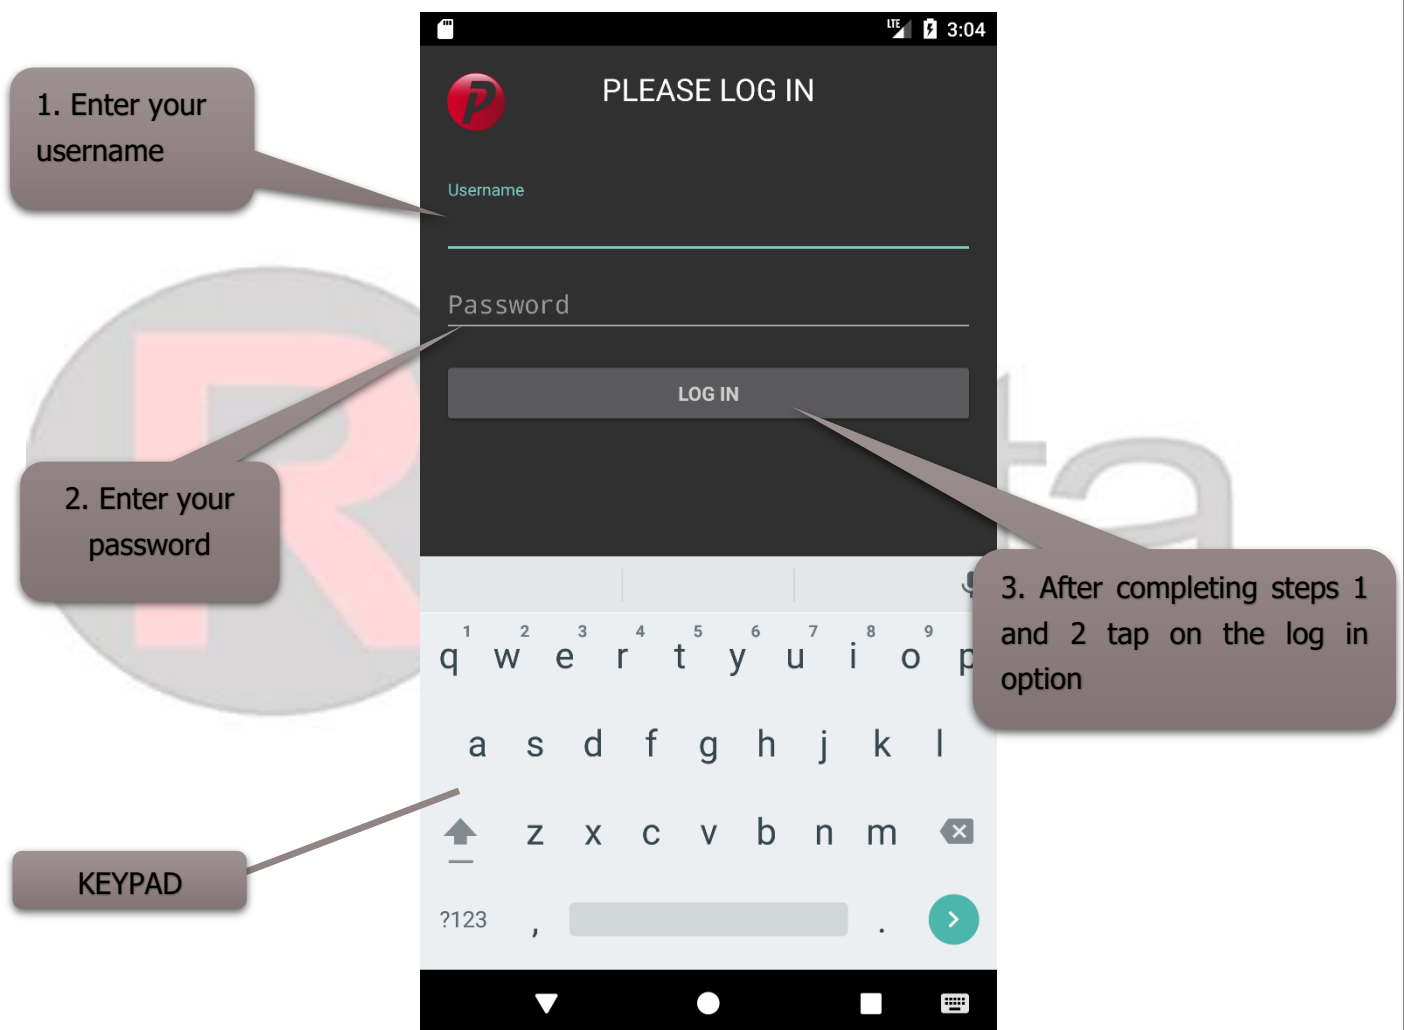 3:04
PLEASE LOG IN
1. Enter your
username
Username
Password
LOG IN
2. Enter your
password
3. After completing steps 1
and 2 tap on the log in
option
1 2 3 4 5 6 7 8 9
q w e r t y u i o p
a s d f g h j k l
z x c v b n m
KEYPAD
?123 , .